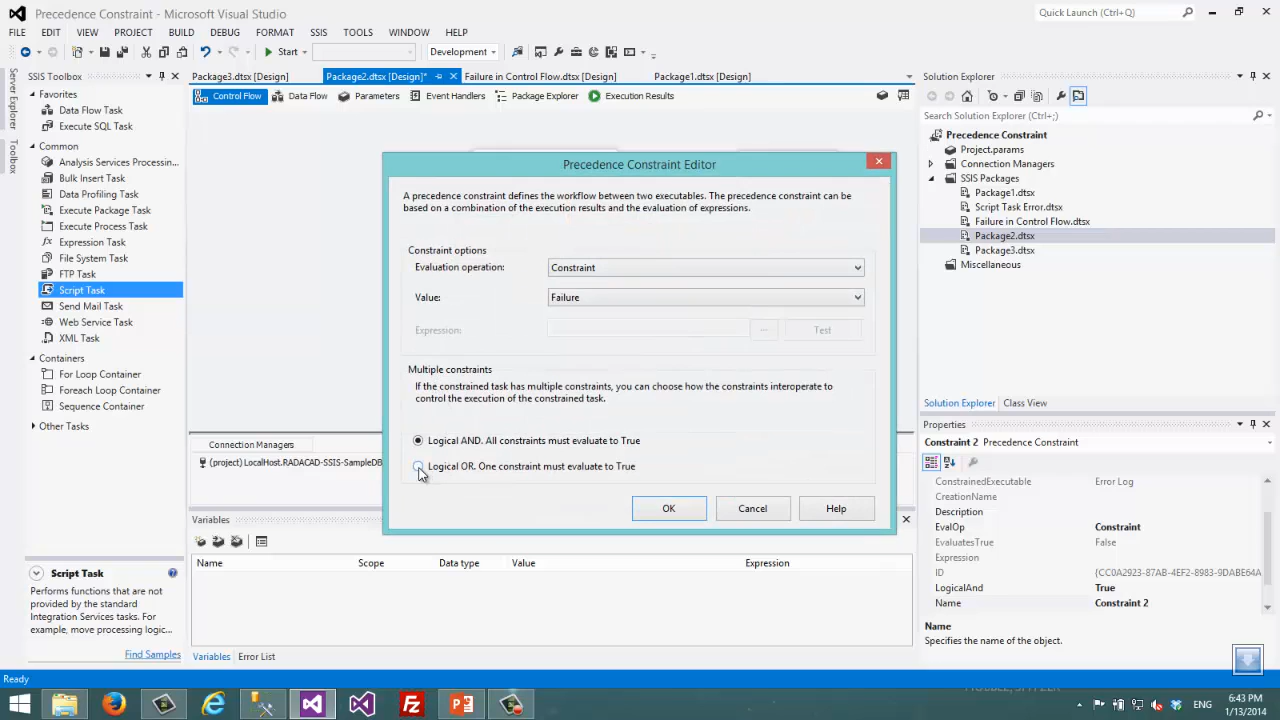 Precedence Constraint - Microsoft Visual Studio
Quick Launch (Ctrl+Q)
FILE EDIT VIEW PROJECT BUILD DEBUG FORMAT SSIS TOOLS WINDOW HELP
Start
Development
Server Explorer
Toolbox
SSIS Toolbox
Favorites
Data Flow Task
Execute SQL Task
Common
Analysis Services Processin...
Bulk Insert Task
Data Profiling Task
Execute Package Task
Execute Process Task
Expression Task
File System Task
FTP Task
Script Task
Send Mail Task
Web Service Task
XML Task
Containers
For Loop Container
Foreach Loop Container
Sequence Container
Other Tasks
Script Task
Performs functions that are not
provided by the standard
Integration Services tasks. For
example, move processing logic...
Find Samples
Package3.dtsx [Design]
Package2.dtsx [Design]*
Failure in Control Flow.dtsx [Design]
Package1.dtsx [Design]
Control Flow
Data Flow
Parameters
Event Handlers
Package Explorer
Execution Results
Precedence Constraint Editor
A precedence constraint defines the workflow between two executables. The precedence constraint can be
based on a combination of the execution results and the evaluation of expressions.
Constraint options
Evaluation operation: Constraint
Value: Failure
Expression:
...
Test
Multiple constraints
If the constrained task has multiple constraints, you can choose how the constraints interoperate to
control the execution of the constrained task.
Logical AND. All constraints must evaluate to True
Logical OR. One constraint must evaluate to True
OK
Cancel
Help
Connection Managers
(project) LocalHost.RADACAD-SSIS-SampleDB
Variables
Name Scope Data type Value Expression
Variables
Error List
Solution Explorer
Search Solution Explorer (Ctrl+;)
Precedence Constraint
Project.params
Connection Managers
SSIS Packages
Package1.dtsx
Script Task Error.dtsx
Failure in Control Flow.dtsx
Package2.dtsx
Package3.dtsx
Miscellaneous
Solution Explorer
Class View
Properties
Constraint 2 Precedence Constraint
ConstrainedExecutable Error Log
CreationName
Description
EvalOp Constraint
EvaluatesTrue False
Expression
ID {CC0A2923-87AB-4EF2-8983-9DABE64A
LogicalAnd True
Name Constraint 2
Name
Specifies the name of the object.
Ready
ENG
6:43 PM
1/13/2014